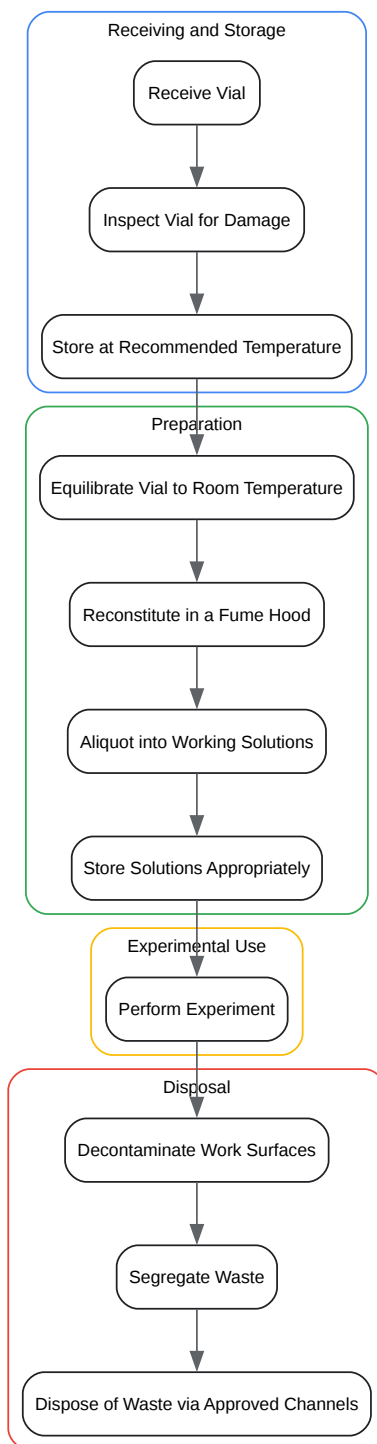 Receiving and Storage
Receive Vial
Inspect Vial for Damage
Store at Recommended Temperature
Preparation
Equilibrate Vial to Room Temperature
Reconstitute in a Fume Hood
Aliquot into Working Solutions
Store Solutions Appropriately
Experimental Use
Perform Experiment
Disposal
Decontaminate Work Surfaces
Segregate Waste
Dispose of Waste via Approved Channels